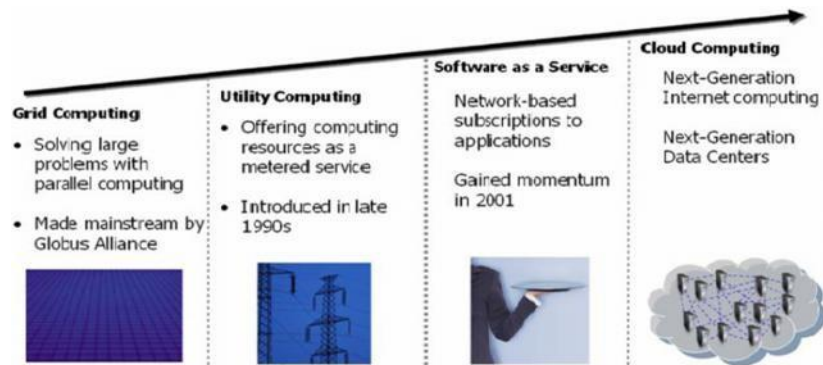 Grid Computing
• Solving large
problems with
parallel computing
• Made mainstream by
Globus Alliance
Utility Computing
• Offering computing
resources as a
metered service
• Introduced in late
1990s
Software as a Service
Network-based
subscriptions to
applications
Gained momentum
in 2001
Cloud Computing
Next-Generation
Internet computing
Next-Generation
Data Centers